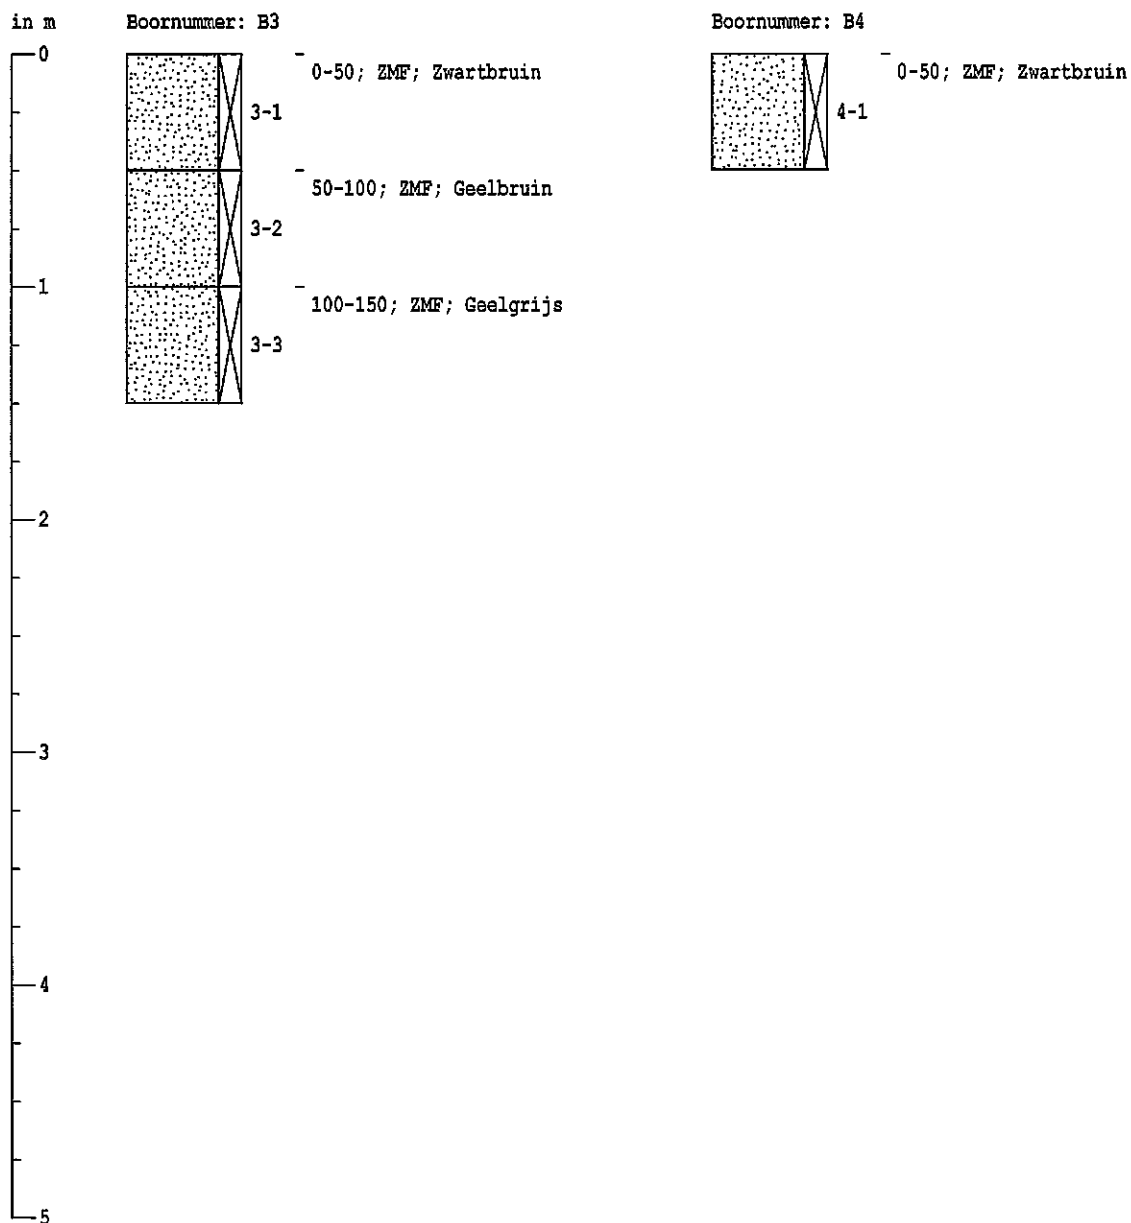 in m
Boornummer: B3
Boornummer: B4
0
0-50; ZMF; Zwartbruin
0-50; ZMF; Zwartbruin
3-1
4-1
50-100; ZMF; Geelbruin
3-2
1
100-150; ZMF; Geelgrijs
3-3
2
3
4
5